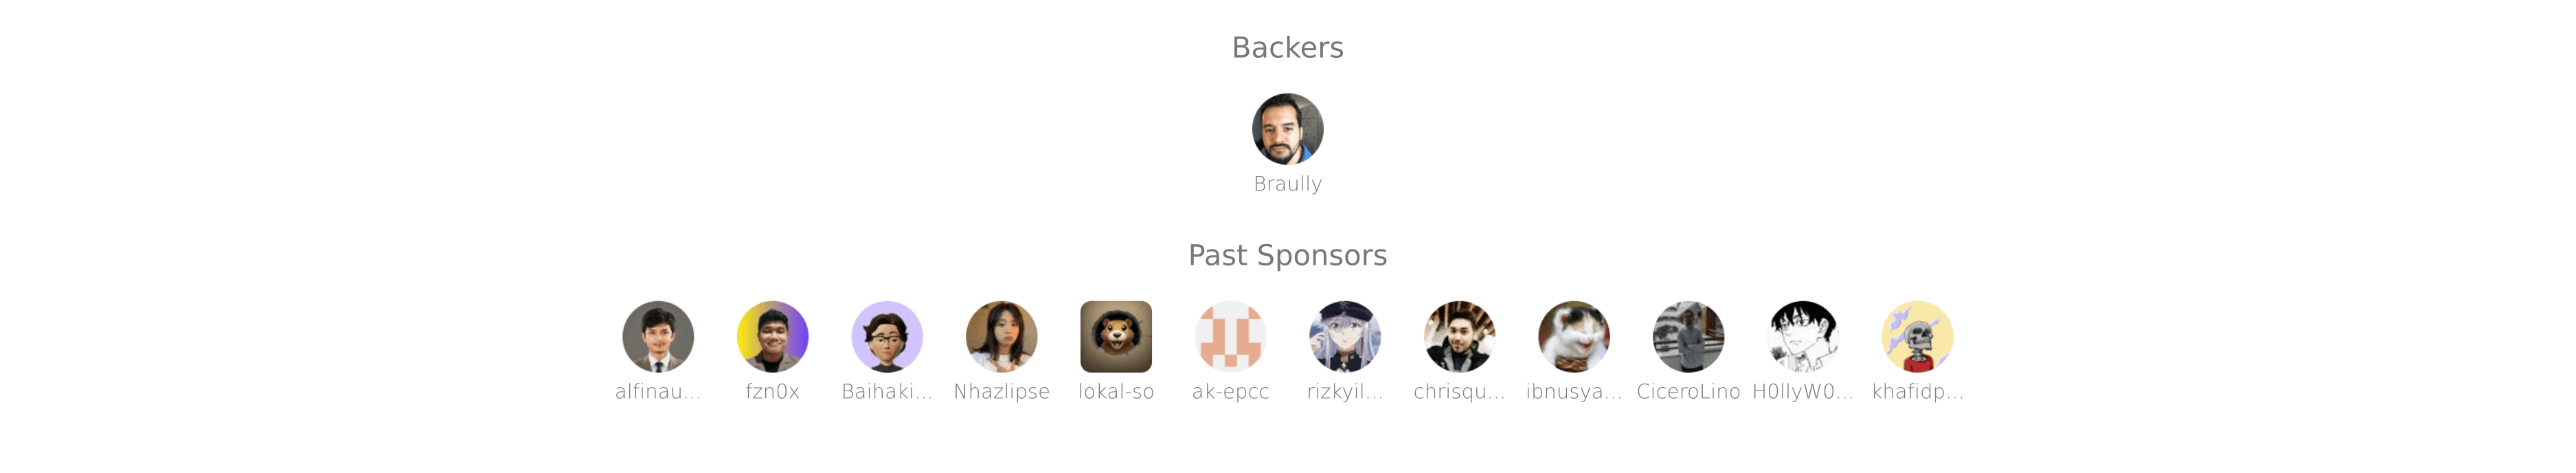 Backers
Braully
Past Sponsors
alfinau... fzn0x Baihaki... Nhazlipse lokal-so ak-epcc rizkyil... chrisqu... ibnusya... CiceroLino H0llyW0... khafidp...